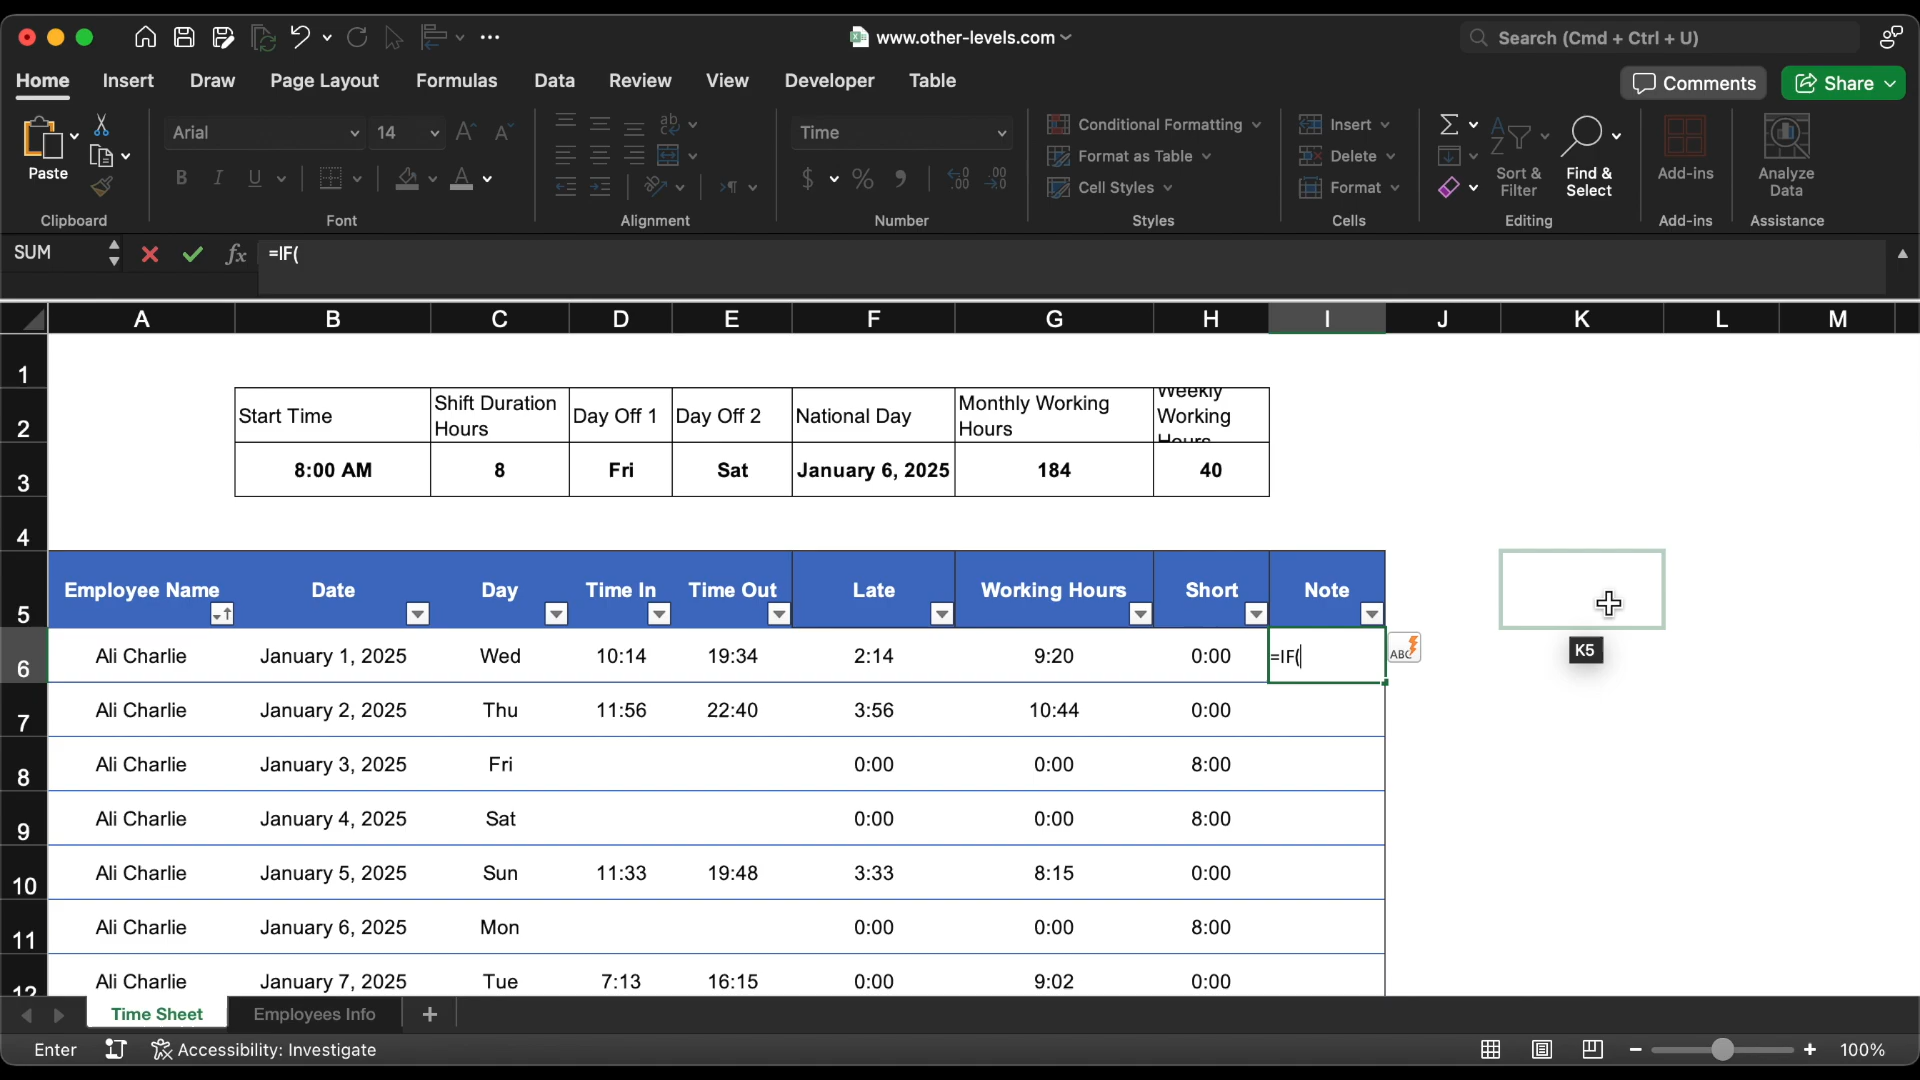 www.other-levels.com
Search (Cmd + Ctrl + U)
Home Insert Draw Page Layout Formulas Data Review View Developer Table
Comments Share
Paste
Clipboard
Arial 14
B I U A
Font
ab
Alignment
Time
$ % 9 .00 .00
Number
Conditional Formatting
Format as Table
Cell Styles
Styles
Insert
Delete
Format
Cells
Sort &
Filter
Find &
Select
Editing
Add-ins
Add-ins
Analyze
Data
Assistance
SUM fx =IF(
A B C D E F G H I J K L M
1
2 Start Time Shift Duration Hours Day Off 1 Day Off 2 National Day Monthly Working Hours Weekly Working Hours
3 8:00 AM 8 Fri Sat January 6, 2025 184 40
4
5 Employee Name Date Day Time In Time Out Late Working Hours Short Note
6 Ali Charlie January 1, 2025 Wed 10:14 19:34 2:14 9:20 0:00 =IF( ABC
K5
7 Ali Charlie January 2, 2025 Thu 11:56 22:40 3:56 10:44 0:00
8 Ali Charlie January 3, 2025 Fri 0:00 0:00 8:00
9 Ali Charlie January 4, 2025 Sat 0:00 0:00 8:00
10 Ali Charlie January 5, 2025 Sun 11:33 19:48 3:33 8:15 0:00
11 Ali Charlie January 6, 2025 Mon 0:00 0:00 8:00
12 Ali Charlie January 7, 2025 Tue 7:13 16:15 0:00 9:02 0:00
Time Sheet Employees Info +
Enter Accessibility: Investigate 100%